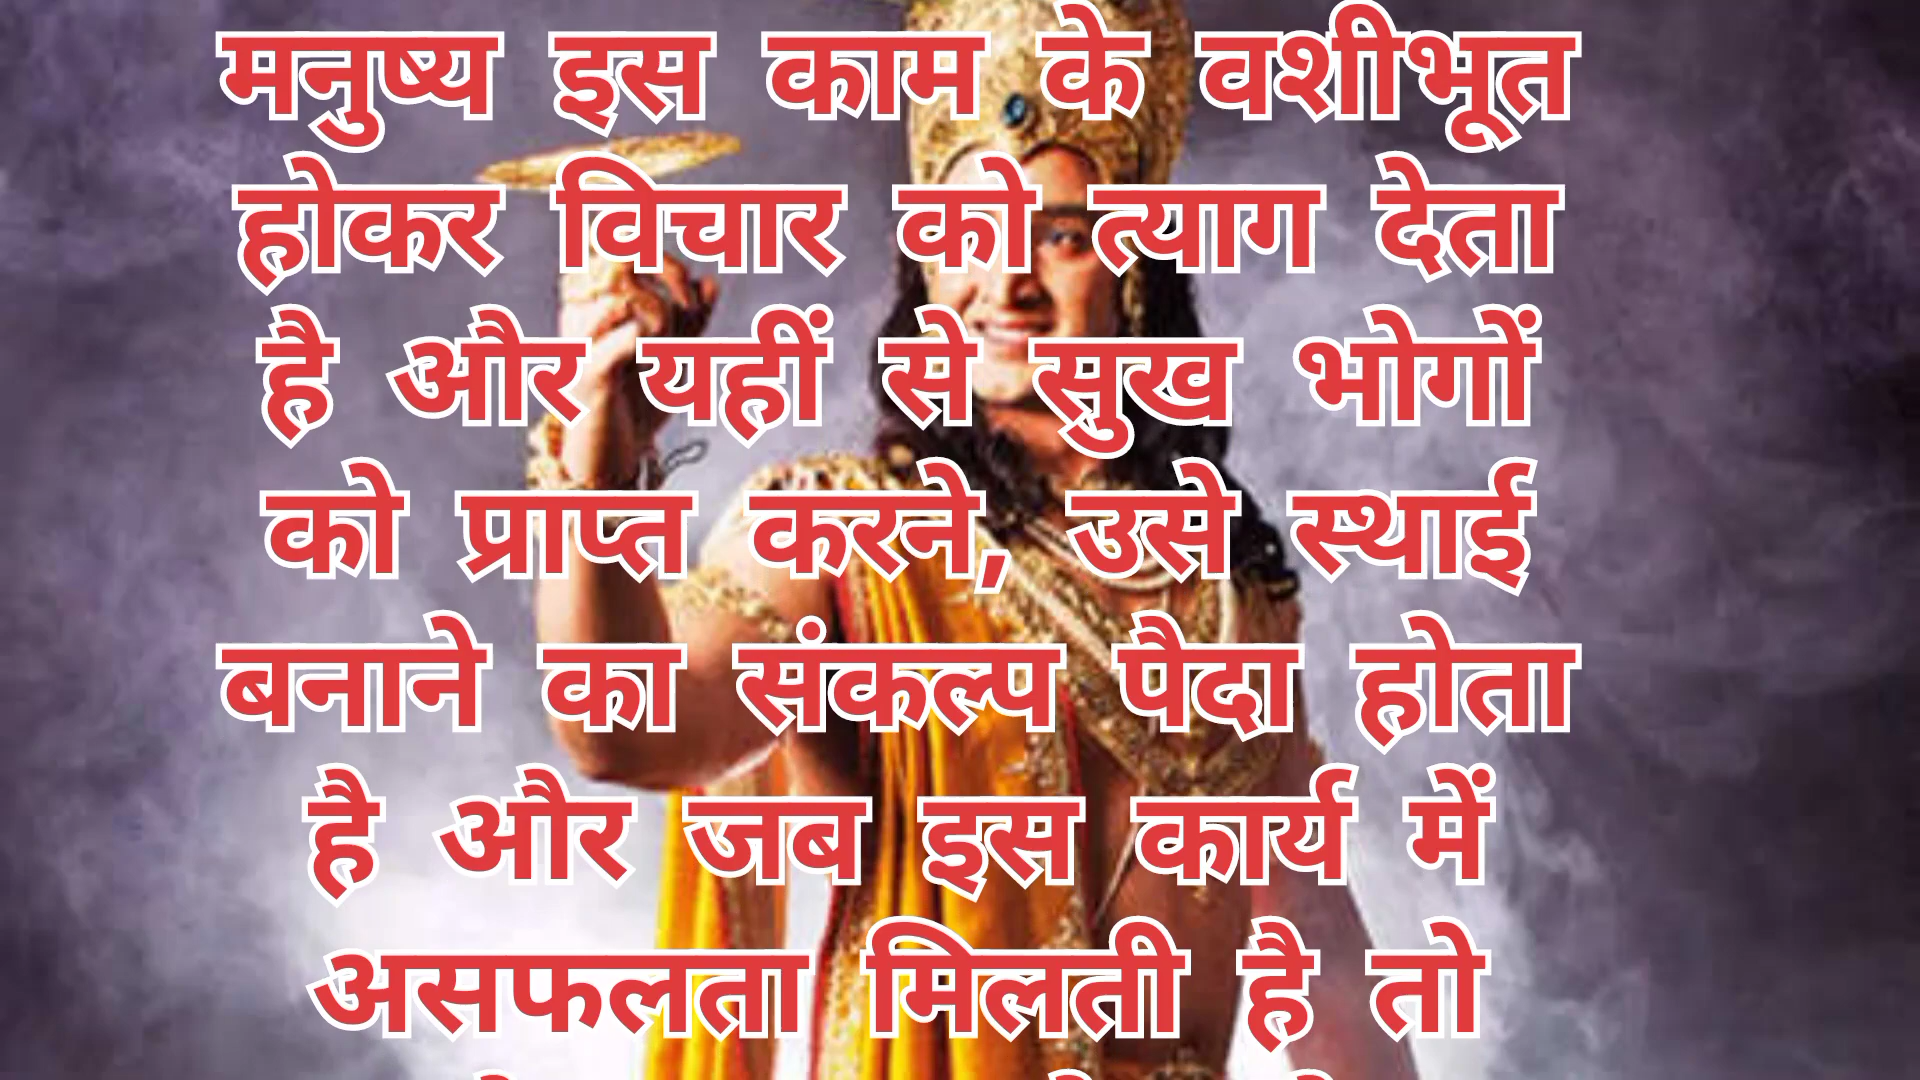 मनुष्य इस काम के वशीभूत
होकर विचार को त्याग देता
है और यहीं से सुख भोगों
को प्राप्त करने, उसे स्थाई
बनाने का संकल्प पैदा होता
है और जब इस कार्य में
असफलता मिलती है तो